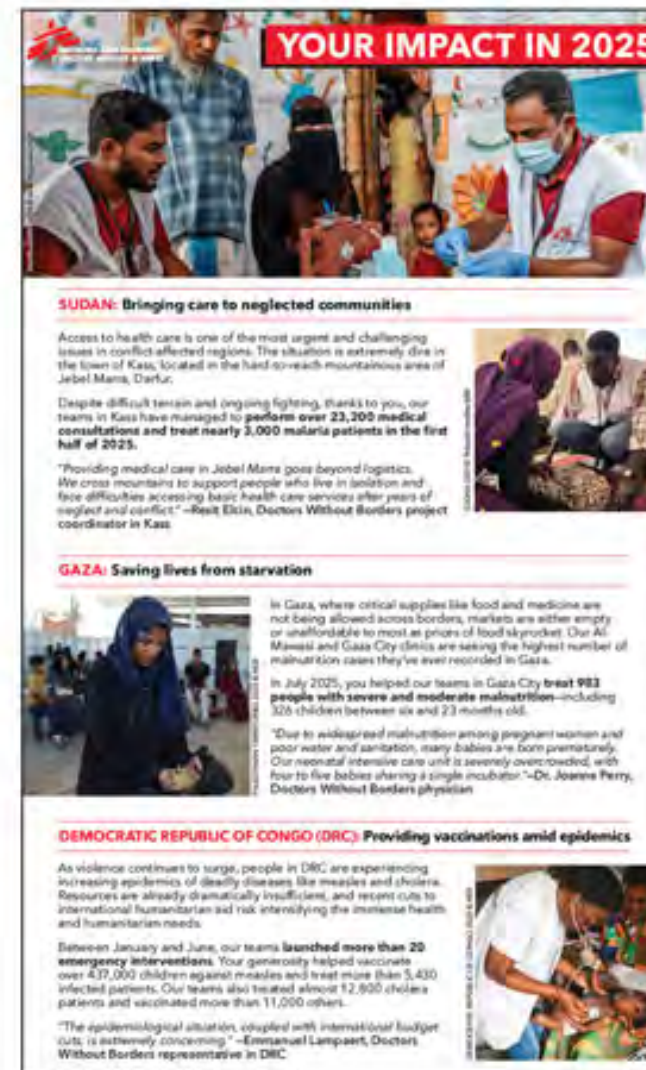 YOUR IMPACT IN 2025
SUDAN: Bringing care to neglected communities
Access to health care is one of the most urgent and challenging
issues in conflict-affected regions. The situation is extremely dire in
the town of Kass, located in the hard-to-reach mountainous area of
Jebel Marra, Darfur.
Despite difficult terrain and ongoing fighting, thanks to you, our
teams in Kass have managed to perform over 23,200 medical
consultations and treat nearly 3,000 malaria patients in the first
half of 2025.
"Providing medical care in Jebel Marra goes beyond logistics.
We cross mountains to support people who live in isolation and
face difficulties accessing basic health care services after years of
neglect and conflict." —Resit Elcin, Doctors Without Borders project
coordinator in Kass
GAZA: Saving lives from starvation
In Gaza, where critical supplies like food and medicine are
not being allowed across borders, markets are either empty
or unaffordable to most as prices of food skyrocket. Our Al-
Mawasi and Gaza City clinics are seeing the highest number of
malnutrition cases they've ever recorded in Gaza.
In July 2025, you helped our teams in Gaza City treat 983
people with severe and moderate malnutrition—including
326 children between six and 23 months old.
"Due to widespread malnutrition among pregnant women and
poor water and sanitation, many babies are born prematurely.
Our neonatal intensive care unit is severely overcrowded, with
four to five babies sharing a single incubator."—Dr. Joanne Perry,
Doctors Without Borders physician
DEMOCRATIC REPUBLIC OF CONGO (DRC): Providing vaccinations amid epidemics
As violence continues to surge, people in DRC are experiencing
increasing epidemics of deadly diseases like measles and cholera.
Resources are already dramatically insufficient, and recent cuts to
international humanitarian aid risk intensifying the immense health
and humanitarian needs.
Between January and June, our teams launched more than 20
emergency interventions. Your generosity helped vaccinate
over 437,000 children against measles and treat more than 5,430
infected patients. Our teams also treated almost 12,800 cholera
patients and vaccinated more than 11,000 others.
"The epidemiological situation, coupled with international budget
cuts, is extremely concerning." —Emmanuel Lampaert, Doctors
Without Borders representative in DRC